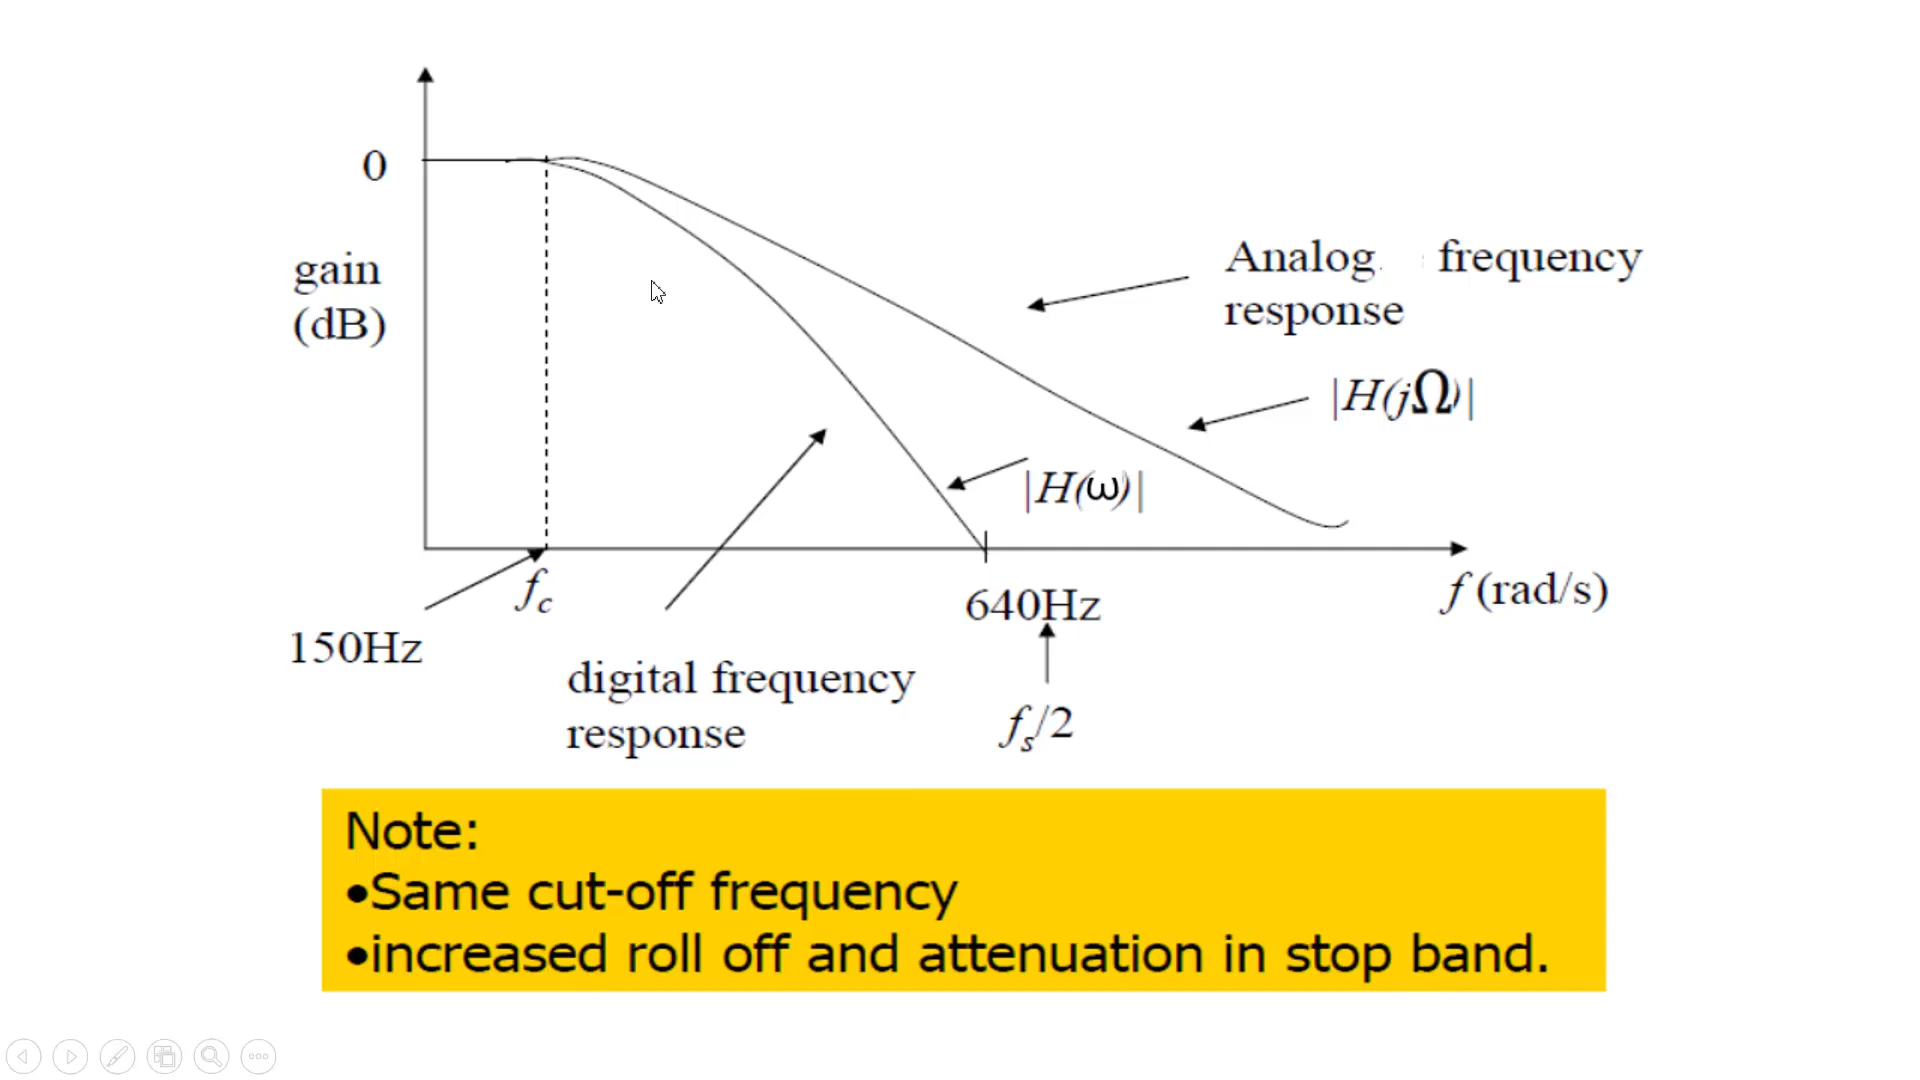 0
gain
(dB)
Analog frequency
response
|H(jΩ)|
|H(ω)|
fc
640Hz
f (rad/s)
150Hz
digital frequency
response
fs/2
Note:
•Same cut-off frequency
•increased roll off and attenuation in stop band.